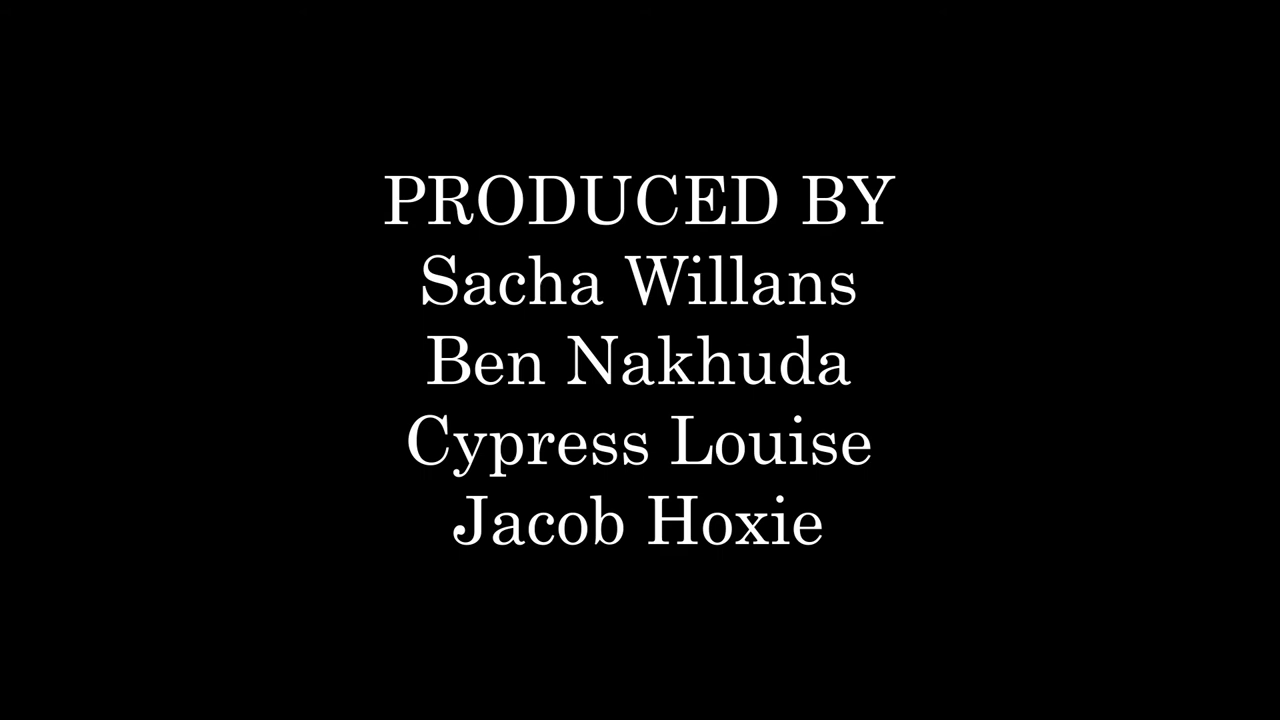 PRODUCED BY
Sacha Willans
Ben Nakhuda
Cypress Louise
Jacob Hoxie